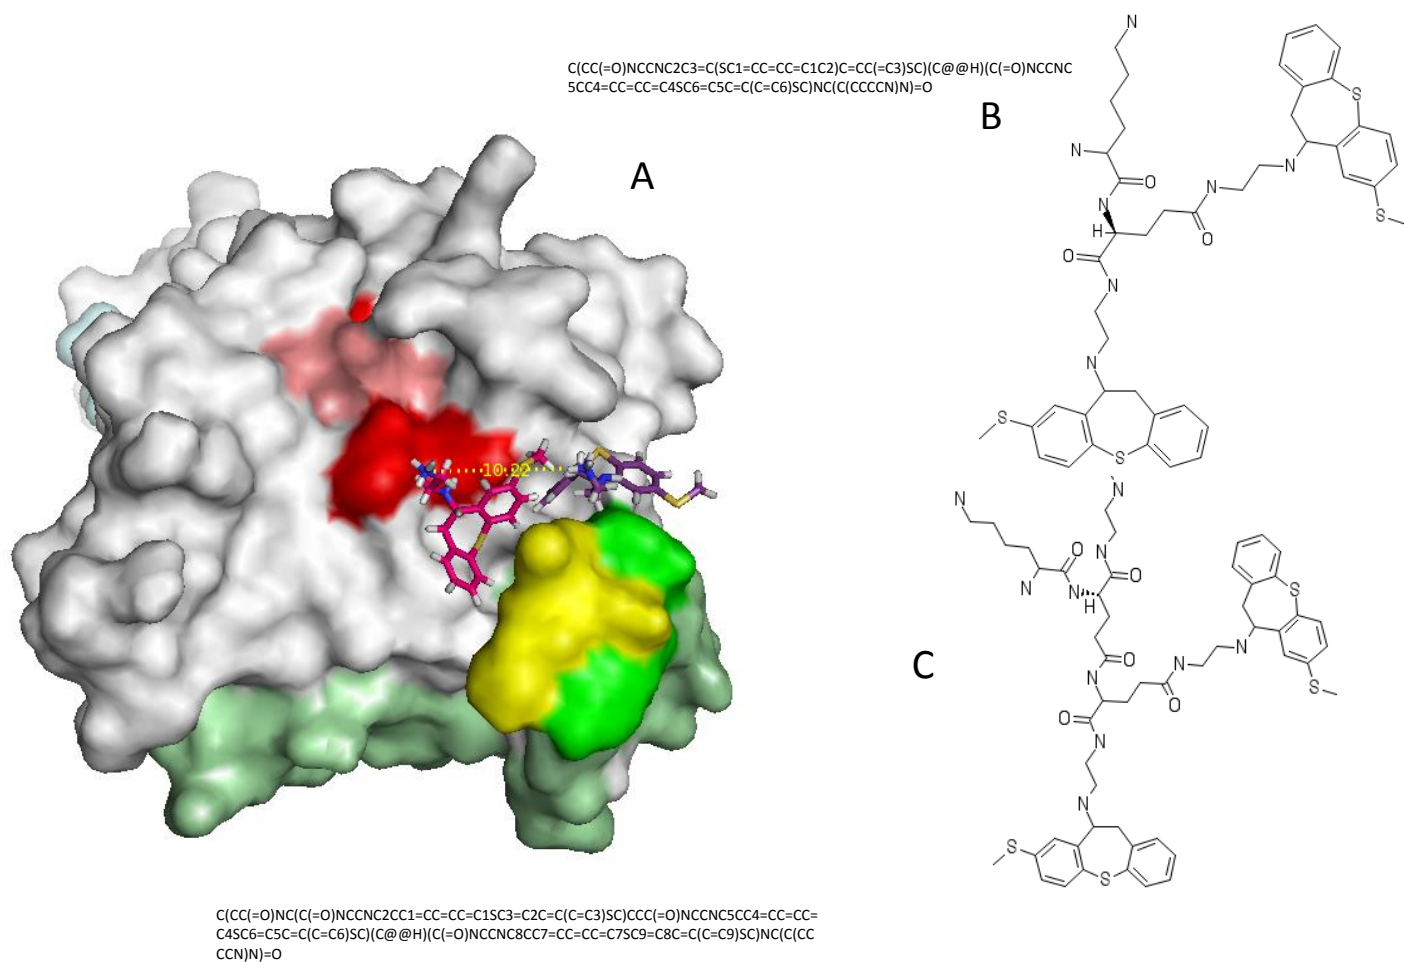 C(CC(=O)NCCNC2C3=C(SC1=CC=CC=C1C2)C=CC(=C3)SC)(C@@H)(C(=O)NCCNC
5CC4=CC=CC=C4SC6=C5C=C(C=C6)SC)NC(C(CCCCN)N)=O
A
B
N
N
O
N
H
O
N
N
O
N
N
S
S
N
S
S
10.22
C
N
N
O
N
H
N
N
O
O
N
O
N
N
O
N
S
S
N
S
S
C(CC(=O)NC(C(=O)NCCNC2CC1=CC=CC=C1SC3=C2C=C(C=C3)SC)CCC(=O)NCCNC5CC4=CC=CC=
C4SC6=C5C=C(C=C6)SC)(C@@H)(C(=O)NCCNC8CC7=CC=CC=C7SC9=C8C=C(C=C9)SC)NC(C(CC
CCN)N)=O